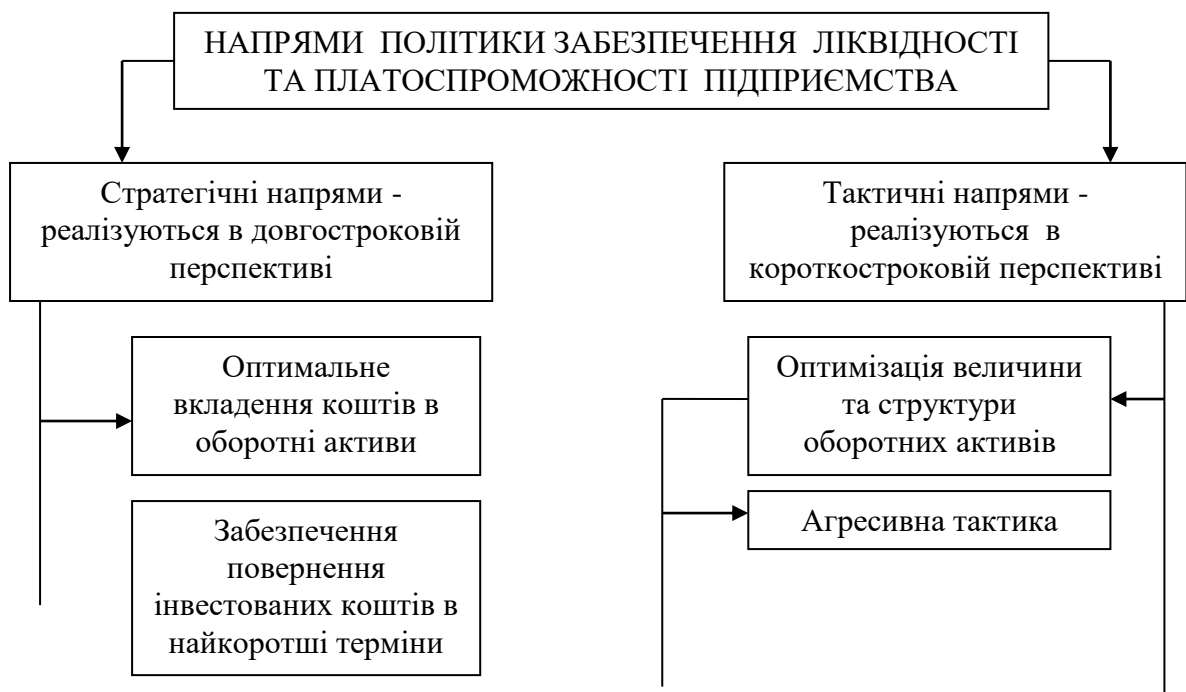 НАПРЯМИ ПОЛІТИКИ ЗАБЕЗПЕЧЕННЯ ЛІКВІДНОСТІ
ТА ПЛАТОСПРОМОЖНОСТІ ПІДПРИЄМСТВА
Стратегічні напрями -
реалізуються в довгостроковій
перспективі
Тактичні напрями -
реалізуються в
короткостроковій перспективі
Оптимальне
вкладення коштів в
оборотні активи
Оптимізація величини
та структури
оборотних активів
Забезпечення
повернення
інвестованих коштів в
найкоротші терміни
Агресивна тактика